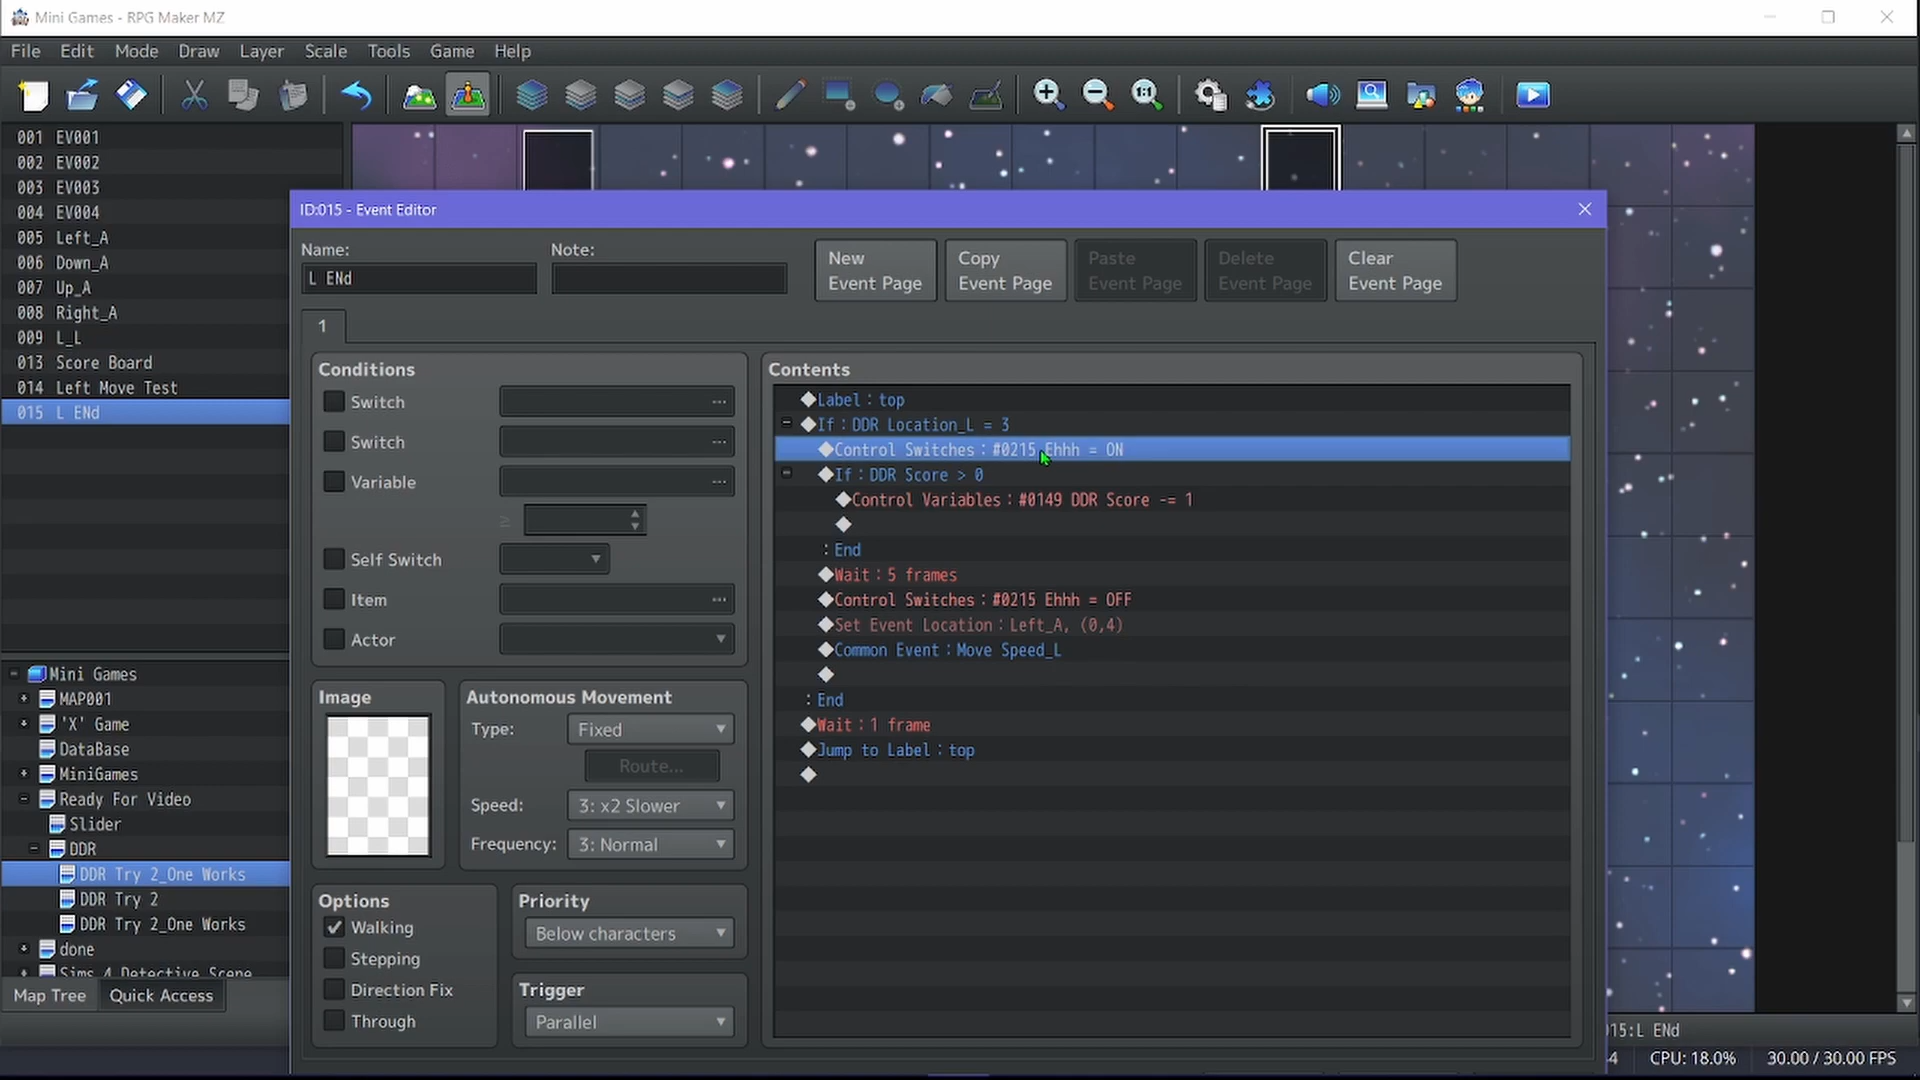 Mini Games - RPG Maker MZ
File Edit Mode Draw Layer Scale Tools Game Help
1:1
001 EV001
002 EV002
003 EV003
004 EV004
005 Left_A
006 Down_A
007 Up_A
008 Right_A
009 L_L
013 Score Board
014 Left Move Test
015 L ENd
ID:015 - Event Editor
Name:
L ENd
Note:
New Event Page
Copy Event Page
Paste Event Page
Delete Event Page
Clear Event Page
1
Conditions
Switch ...
Switch ...
Variable ...
≥
Self Switch
Item ...
Actor
Image
Autonomous Movement
Type: Fixed
Route...
Speed: 3: x2 Slower
Frequency: 3: Normal
Options
Walking
Stepping
Direction Fix
Through
Priority
Below characters
Trigger
Parallel
Contents
◆Label：top
◆If：DDR Location_L = 3
◆Control Switches：#0215 Ehhh = ON
◆If：DDR Score > 0
◆Control Variables：#0149 DDR Score -= 1
◆
：End
◆Wait：5 frames
◆Control Switches：#0215 Ehhh = OFF
◆Set Event Location：Left_A, (0,4)
◆Common Event：Move Speed_L
◆
：End
◆Wait：1 frame
◆Jump to Label：top
◆
Mini Games
MAP001
'X' Game
DataBase
MiniGames
Ready For Video
Slider
DDR
DDR Try 2_One Works
DDR Try 2
DDR Try 2_One Works
done
Sims 4 Detective Scene
Map Tree Quick Access
15:L ENd
4 CPU: 18.0% 30.00 / 30.00 FPS